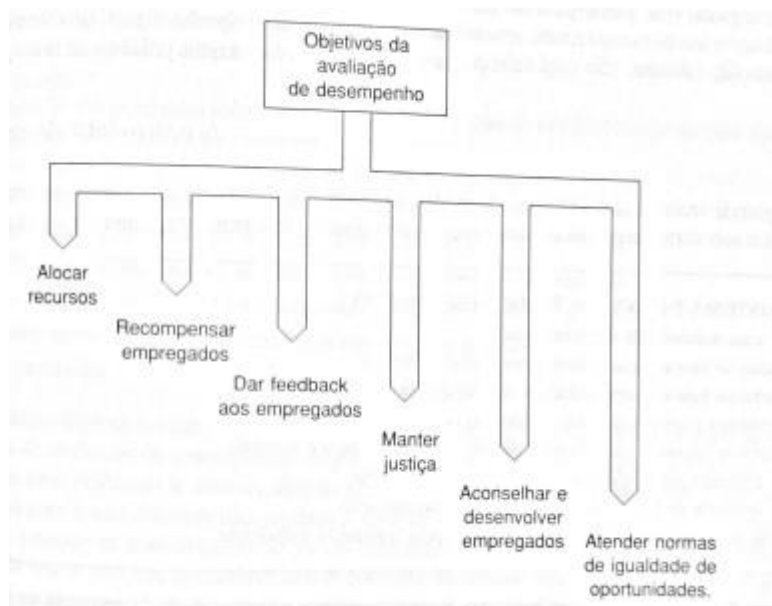 Objetivos da
avaliação
de desempenho
Alocar
recursos
Recompensar
empregados
Dar feedback
aos empregados
Manter
justiça
Aconselhar e
desenvolver
empregados
Atender normas
de igualdade de
oportunidades.